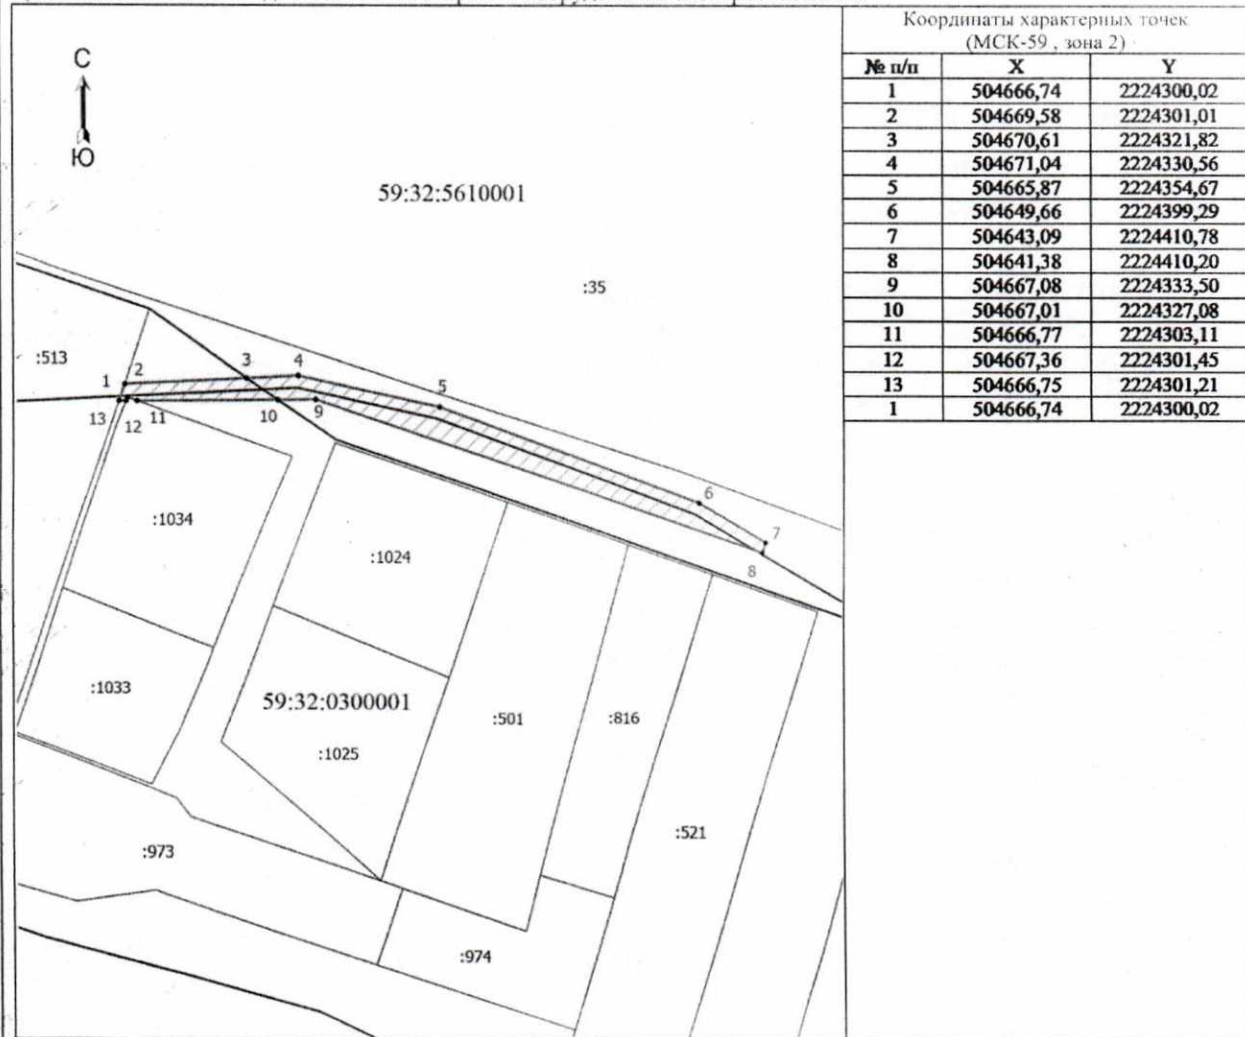 Координаты характерных точек
(МСК-59 , зона 2)
№ п/п X Y
1 504666,74 2224300,02
2 504669,58 2224301,01
3 504670,61 2224321,82
4 504671,04 2224330,56
5 504665,87 2224354,67
6 504649,66 2224399,29
7 504643,09 2224410,78
8 504641,38 2224410,20
9 504667,08 2224333,50
10 504667,01 2224327,08
11 504666,77 2224303,11
12 504667,36 2224301,45
13 504666,75 2224301,21
1 504666,74 2224300,02
С
Ю
59:32:5610001
:35
:513
1
2
3
4
5
6
7
8
9
10
11
12
13
:1034
:1024
:1033
59:32:0300001
:1025
:501
:816
:521
:973
:974